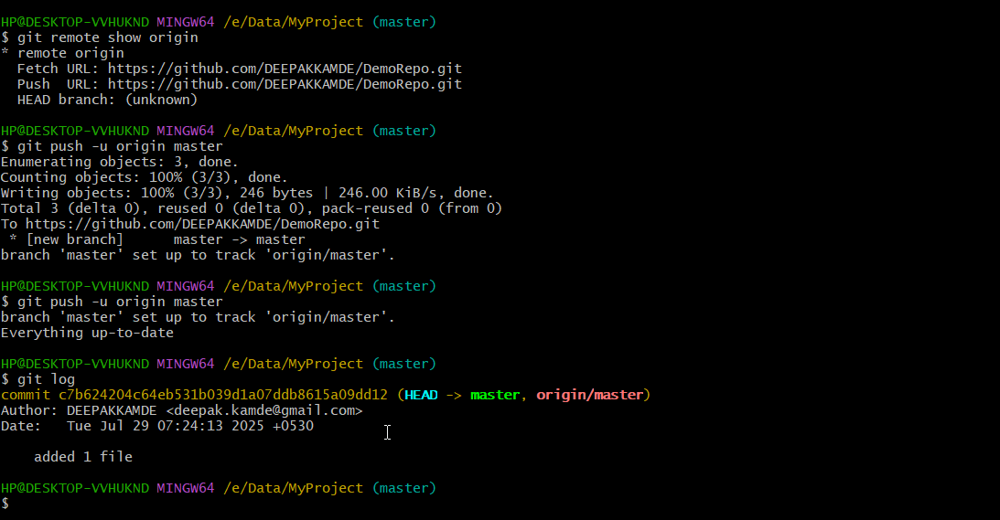 HP@DESKTOP-VVHUKND MINGW64 /e/Data/MyProject (master)
$ git remote show origin
* remote origin
  Fetch URL: https://github.com/DEEPAKKAMDE/DemoRepo.git
  Push  URL: https://github.com/DEEPAKKAMDE/DemoRepo.git
  HEAD branch: (unknown)

HP@DESKTOP-VVHUKND MINGW64 /e/Data/MyProject (master)
$ git push -u origin master
Enumerating objects: 3, done.
Counting objects: 100% (3/3), done.
Writing objects: 100% (3/3), 246 bytes | 246.00 KiB/s, done.
Total 3 (delta 0), reused 0 (delta 0), pack-reused 0 (from 0)
To https://github.com/DEEPAKKAMDE/DemoRepo.git
 * [new branch]      master -> master
branch 'master' set up to track 'origin/master'.

HP@DESKTOP-VVHUKND MINGW64 /e/Data/MyProject (master)
$ git push -u origin master
branch 'master' set up to track 'origin/master'.
Everything up-to-date

HP@DESKTOP-VVHUKND MINGW64 /e/Data/MyProject (master)
$ git log
commit c7b624204c64eb531b039d1a07ddb8615a09dd12 (HEAD -> master, origin/master)
Author: DEEPAKKAMDE <deepak.kamde@gmail.com>
Date:   Tue Jul 29 07:24:13 2025 +0530

    added 1 file

HP@DESKTOP-VVHUKND MINGW64 /e/Data/MyProject (master)
$